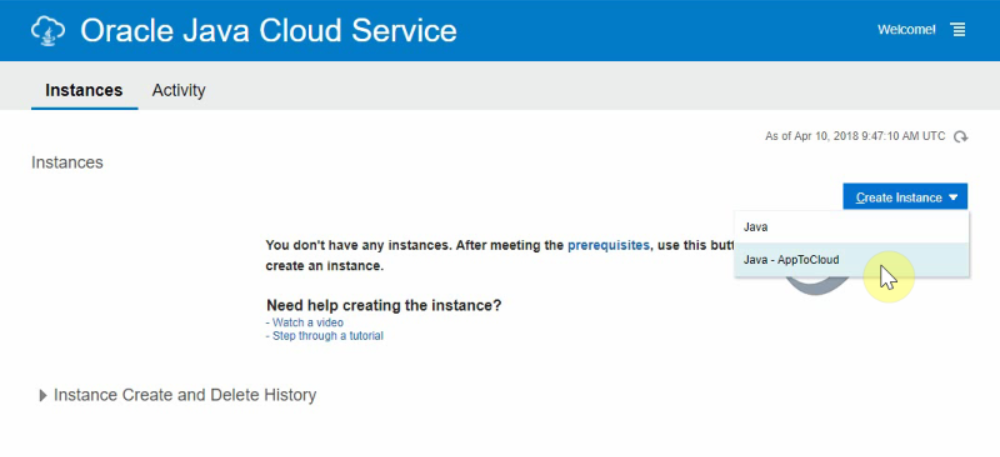 Oracle Java Cloud Service
Welcome!
Instances
Activity
As of Apr 10, 2018 9:47:10 AM UTC
Instances
Create Instance
Java
Java - AppToCloud
You don't have any instances. After meeting the prerequisites, use this
create an instance.
Need help creating the instance?
- Watch a video
- Step through a tutorial
Instance Create and Delete History